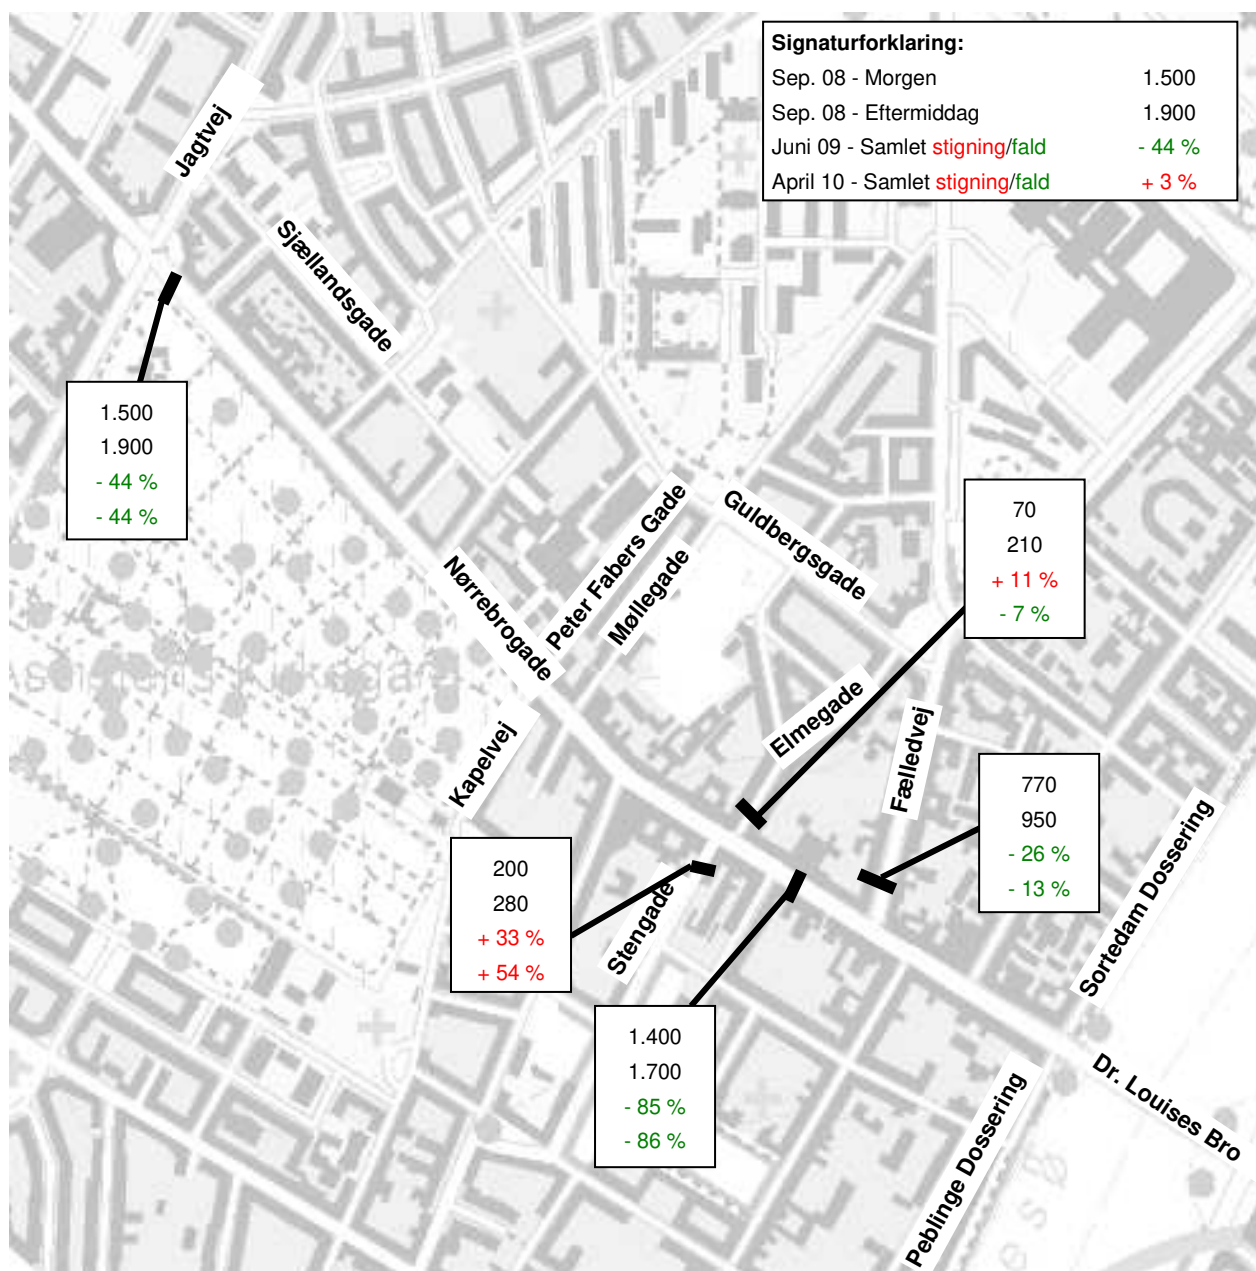 Signaturforklaring:
Sep. 08 - Morgen 1.500
Sep. 08 - Eftermiddag 1.900
Juni 09 - Samlet stigning/fald - 44 %
April 10 - Samlet stigning/fald + 3 %
Jagtvej
Sjællandsgade
1.500
1.900
- 44 %
- 44 %
Nørrebrogade
Peter Fabers Gade
Møllegade
Guldbergsgade
70
210
+ 11 %
- 7 %
Elmegade
Fælledvej
Kapelvej
770
950
- 26 %
- 13 %
Sortedam Dossering
200
280
+ 33 %
+ 54 %
Stengade
1.400
1.700
- 85 %
- 86 %
Peblinge Dossering
Dr. Louises Bro